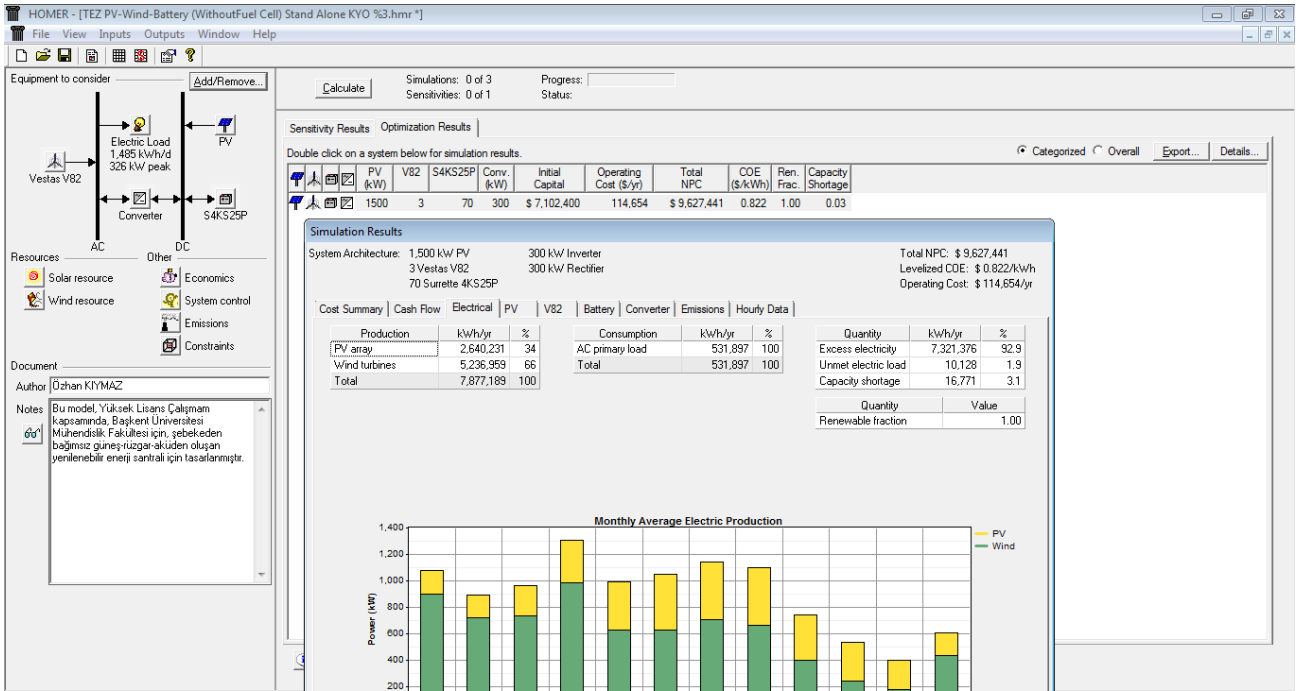 HOMER - [TEZ PV-Wind-Battery (WithoutFuel Cell) Stand Alone KYO %3.hmr *]
File View Inputs Outputs Window Help
Equipment to consider
Add/Remove...
Electric Load
1,485 kWh/d
326 kW peak
PV
Vestas V82
Converter
S4KS25P
AC
DC
Resources
Other
Solar resource
Economics
Wind resource
System control
Emissions
Constraints
Document
Author Özhan KIYMAZ
Notes
Bu model, Yüksek Lisans Çalışmam
kapsamında, Başkent Üniversitesi
Mühendislik Fakültesi için, şebekeden
bağımsız güneş-rüzgar-aküden oluşan
yenilenebilir enerji santrali için tasarlanmıştır.
Calculate
Simulations: 0 of 3
Progress:
Sensitivities: 0 of 1
Status:
Sensitivity Results Optimization Results
Double click on a system below for simulation results.
Categorized Overall Export... Details...
PV (kW) V82 S4KS25P Conv. (kW) Initial Capital Operating Cost ($/yr) Total NPC COE ($/kWh) Ren. Frac. Capacity Shortage
1500 3 70 300 $ 7,102,400 114,654 $ 9,627,441 0.822 1.00 0.03
Simulation Results
System Architecture: 1,500 kW PV 300 kW Inverter
3 Vestas V82 300 kW Rectifier
70 Surrette 4KS25P
Total NPC: $ 9,627,441
Levelized COE: $ 0.822/kWh
Operating Cost: $ 114,654/yr
Cost Summary Cash Flow Electrical PV V82 Battery Converter Emissions Hourly Data
Production kWh/yr %
PV array 2,640,231 34
Wind turbines 5,236,959 66
Total 7,877,189 100
Consumption kWh/yr %
AC primary load 531,897 100
Total 531,897 100
Quantity kWh/yr %
Excess electricity 7,321,376 92.9
Unmet electric load 10,128 1.9
Capacity shortage 16,771 3.1
Quantity Value
Renewable fraction 1.00
Monthly Average Electric Production
PV
Wind
Power (kW)
1,400
1,200
1,000
800
600
400
200